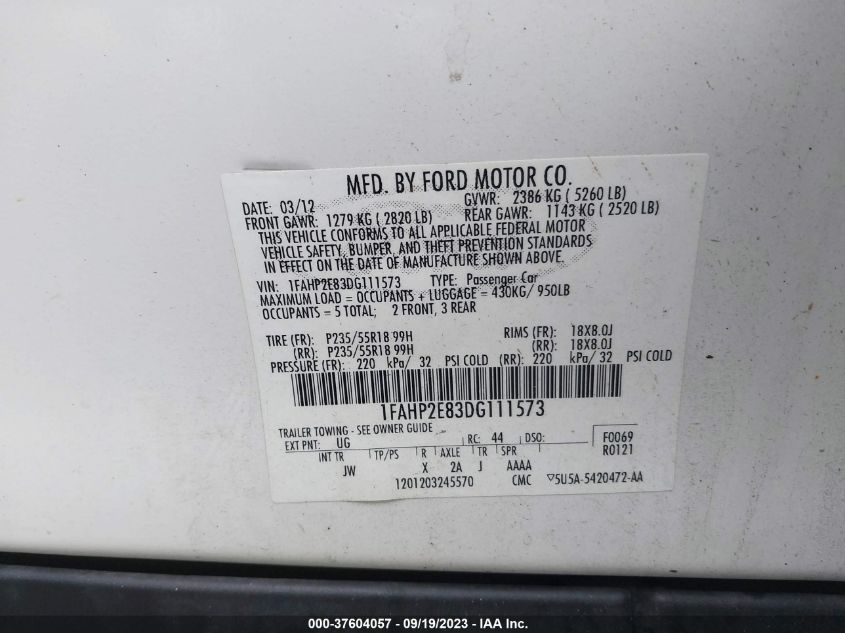 MFD. BY FORD MOTOR CO.
DATE: 03/12 GVWR: 2386 KG ( 5260 LB)
FRONT GAWR: 1279 KG ( 2820 LB) REAR GAWR: 1143 KG ( 2520 LB)
THIS VEHICLE CONFORMS TO ALL APPLICABLE FEDERAL MOTOR
VEHICLE SAFETY, BUMPER, AND THEFT PREVENTION STANDARDS
IN EFFECT ON THE DATE OF MANUFACTURE SHOWN ABOVE.
VIN: 1FAHP2E83DG111573 TYPE: Passenger Car
MAXIMUM LOAD = OCCUPANTS + LUGGAGE = 430KG/ 950LB
OCCUPANTS = 5 TOTAL; 2 FRONT, 3 REAR
TIRE (FR): P235/55R18 99H RIMS (FR): 18X8.0J
(RR): P235/55R18 99H (RR): 18X8.0J
PRESSURE (FR): 220 kPa/ 32 PSI COLD (RR): 220 kPa/ 32 PSI COLD
1FAHP2E83DG111573
TRAILER TOWING - SEE OWNER GUIDE
EXT PNT: UG RC: 44 DSO: F0069
INT TR TP/PS R AXLE TR SPR R0121
JW X 2A J AAAA
1201203245570 CMC ▽5U5A-5420472-AA
000-37604057 - 09/19/2023 - IAA Inc.